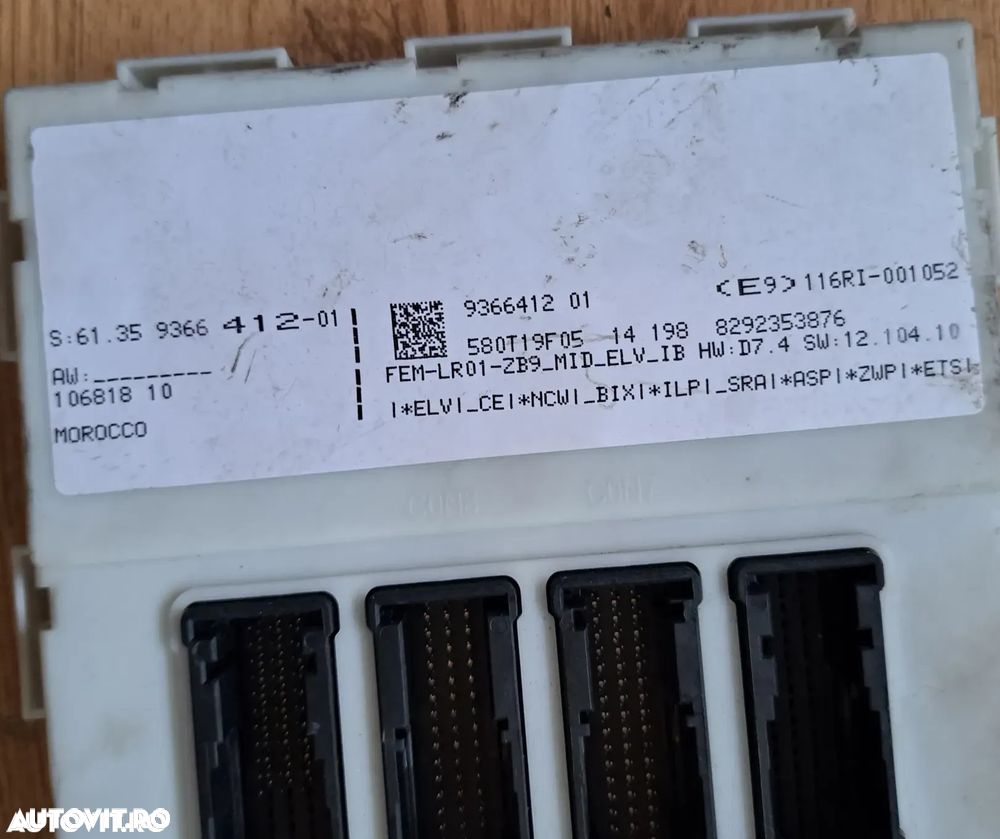 S:61.35 9366 412-01
AW:_________
106818 10
MOROCCO
9366412 01
<E9> 116RI-001052
580T19F05 14 198 8292353876
FEM-LR01-ZB9_MID_ELV_IB HW:D7.4 SW:12.104.10
|*ELV|_CE|*NCW|_BIX|*ILP|_SRA|*ASP|*ZWP|*ETS|
AUTOVIT.RO